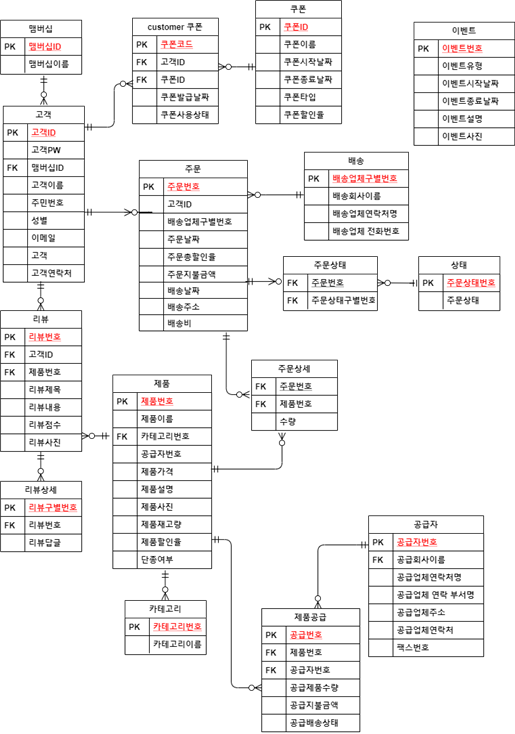 맴버십
PK 맴버십ID
맴버십이름
customer 쿠폰
PK 쿠폰코드
FK 고객ID
FK 쿠폰ID
쿠폰발급날짜
쿠폰사용상태
쿠폰
PK 쿠폰ID
쿠폰이름
쿠폰시작날짜
쿠폰종료날짜
쿠폰타입
쿠폰할인율
이벤트
PK 이벤트번호
이벤트유형
이벤트시작날짜
이벤트종료날짜
이벤트설명
이벤트사진
고객
PK 고객ID
고객PW
FK 맴버십ID
고객이름
주민번호
성별
이메일
고객
고객연락처
주문
PK 주문번호
고객ID
배송업체구별번호
주문날짜
주문총할인율
주문지불금액
배송날짜
배송주소
배송비
배송
PK 배송업체구별번호
배송회사이름
배송업체연락처명
배송업체 전화번호
주문상태
FK 주문번호
FK 주문상태구별번호
상태
PK 주문상태번호
주문상태
리뷰
PK 리뷰번호
FK 고객ID
FK 제품번호
리뷰제목
리뷰내용
리뷰점수
리뷰사진
제품
PK 제품번호
제품이름
FK 카테고리번호
공급자번호
제품가격
제품설명
제품사진
제품재고량
제품할인율
단종여부
주문상세
FK 주문번호
FK 제품번호
수량
리뷰상세
PK 리뷰구별번호
FK 리뷰번호
리뷰답글
카테고리
PK 카테고리번호
카테고리이름
제품공급
PK 공급번호
FK 제품번호
FK 공급자번호
공급제품수량
공급지불금액
공급배송상태
공급자
PK 공급자번호
FK 공급회사이름
공급업체연락처명
공급업체 연락 부서명
공급업체주소
공급업체연락처
팩스번호